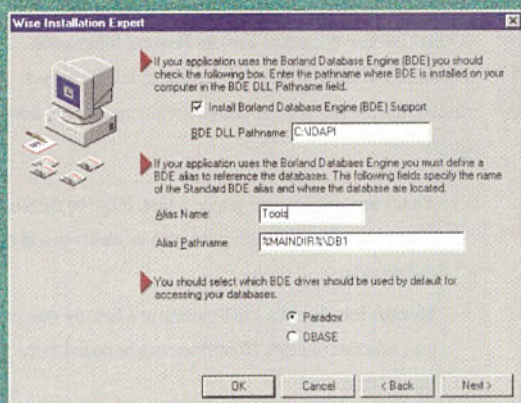 Wise Installation Expert
If your application uses the Borland Database Engine (BDE) you should
check the following box. Enter the pathname where BDE is installed on your
computer in the BDE DLL Pathname field.
Install Borland Database Engine (BDE) Support
BDE DLL Pathname: C:\IDAPI
If your application uses the Borland Databaes Engine you must define a
BDE alias to reference the databases. The following fields specify the name
of the Standard BDE alias and where the database are located.
Alias Name: Tools
Alias Pathname %MAINDIR%\DB1
You should select which BDE driver should be used by default for
accessing your databases.
Paradox
DBASE
OK Cancel < Back Next >